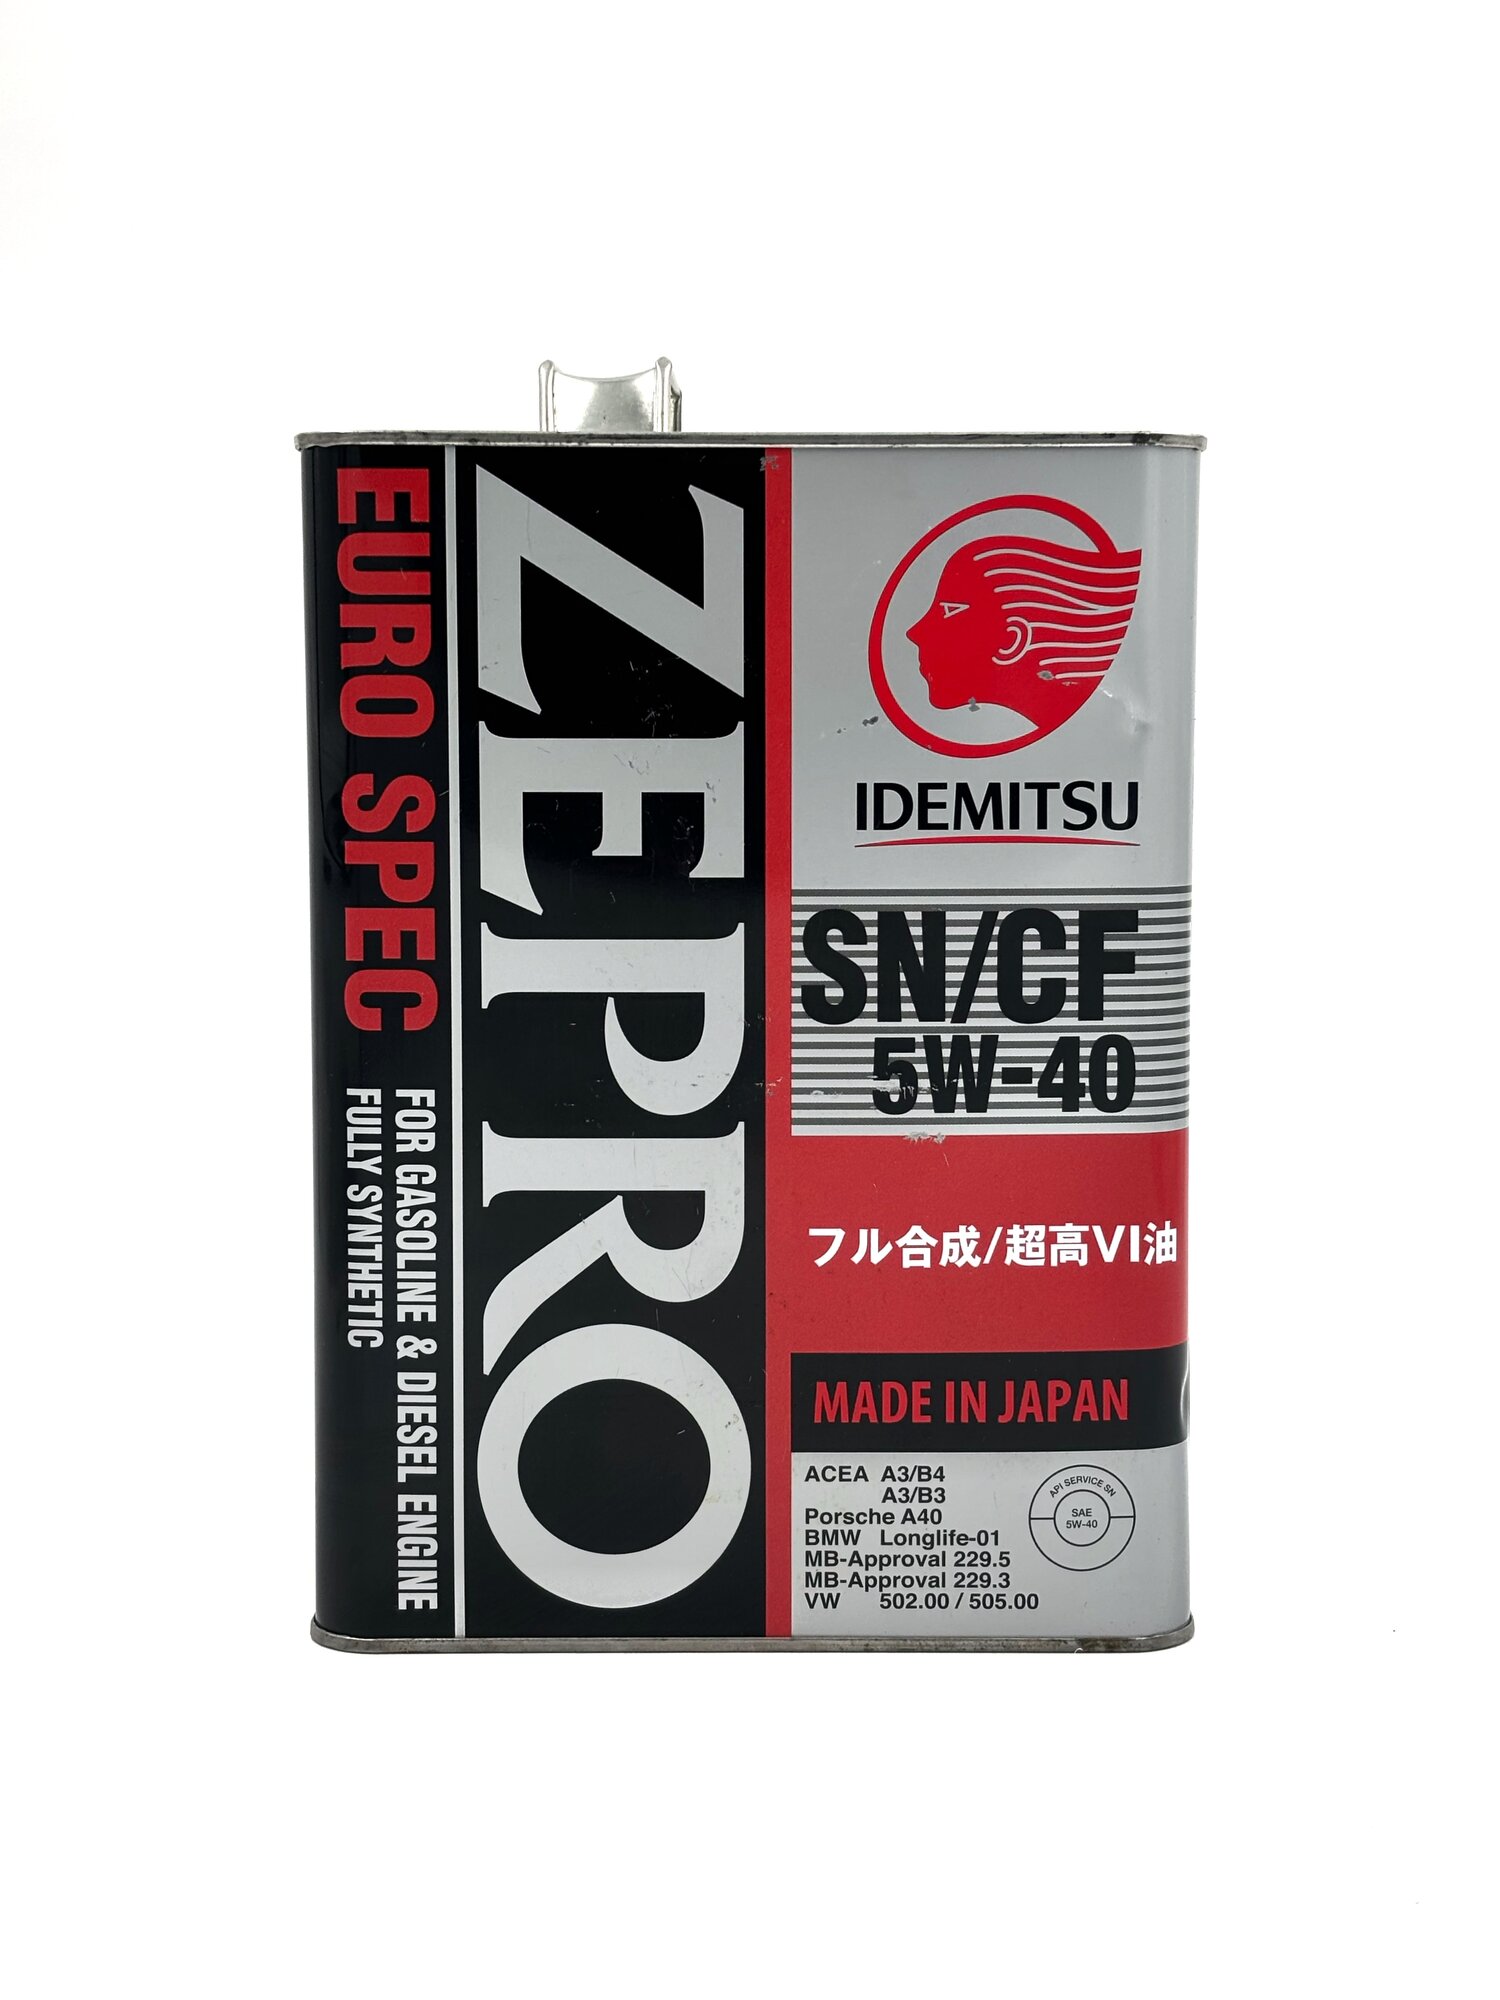 EURO SPEC
FOR GASOLINE & DIESEL ENGINE
FULLY SYNTHETIC
ZEPRO
IDEMITSU
SN/CF
5W-40
フル合成/超高VI油
MADE IN JAPAN
ACEA A3/B4
A3/B3
Porsche A40
BMW Longlife-01
MB-Approval 229.5
MB-Approval 229.3
VW 502.00 / 505.00
API SERVICE SN
SAE
5W-40